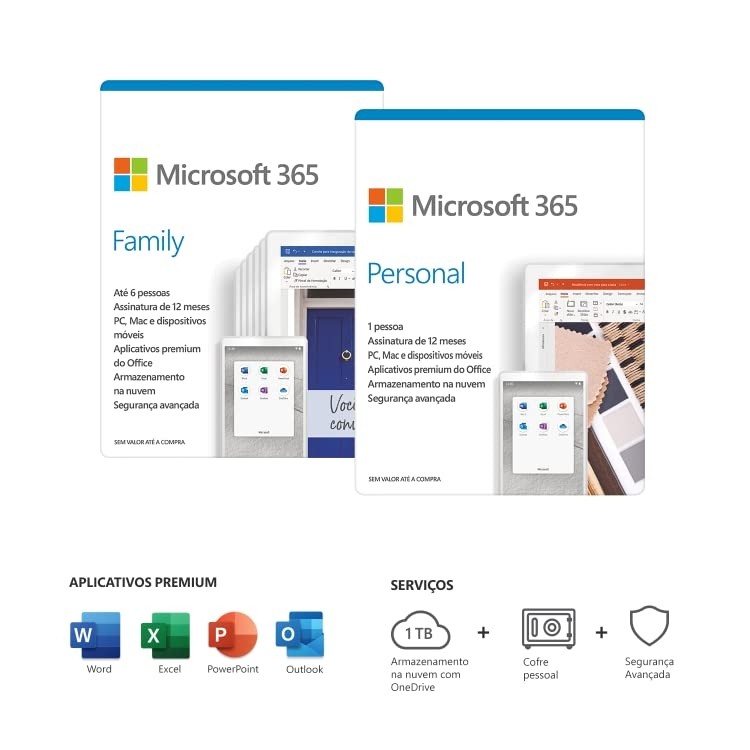 Microsoft 365
Family
Até 6 pessoas
Assinatura de 12 meses
PC, Mac e dispositivos
móveis
Aplicativos premium
do Office
Armazenamento
na nuvem
Segurança avançada
SEM VALOR ATÉ A COMPRA
Você
Microsoft
Microsoft 365
Personal
1 pessoa
Assinatura de 12 meses
PC, Mac e dispositivos móveis
Aplicativos premium do Office
Armazenamento na nuvem
Segurança avançada
SEM VALOR ATÉ A COMPRA
Microsoft
APLICATIVOS PREMIUM
W
X
P
O
Word
Excel
PowerPoint
Outlook
SERVIÇOS
1 TB
+
+
Armazenamento
na nuvem com
OneDrive
Cofre
pessoal
Segurança
Avançada